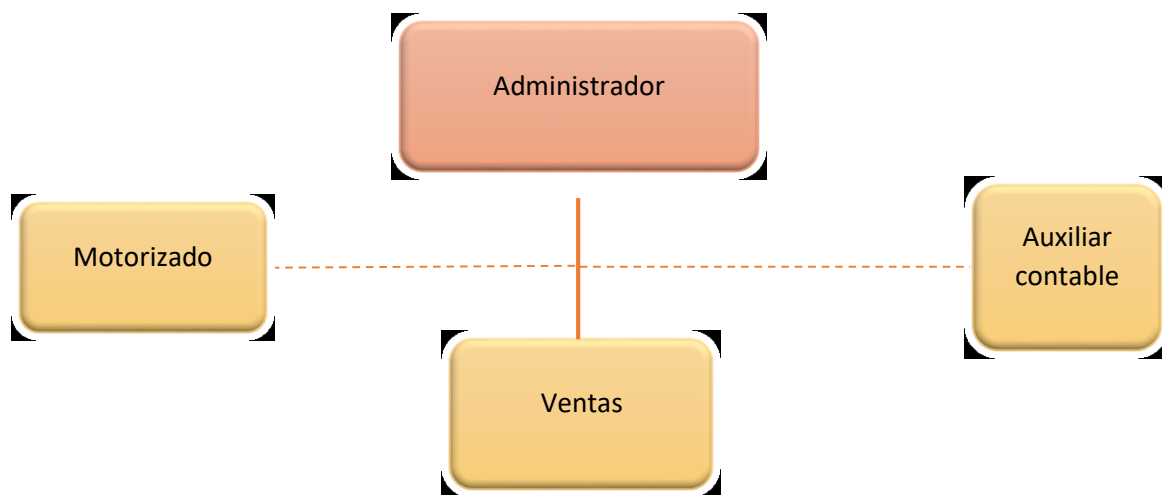 Administrador
Motorizado
Auxiliar
contable
Ventas